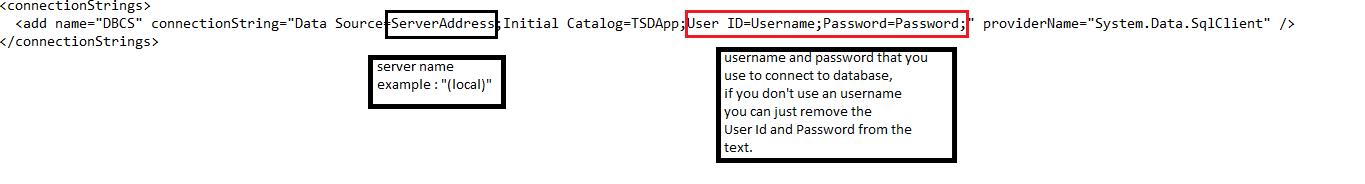 <connectionStrings>
<add name="DBCS" connectionString="Data Source=ServerAddress;Initial Catalog=TSDApp;User ID=Username;Password=Password;" providerName="System.Data.SqlClient" />
</connectionStrings>
server name
example : "(local)"
username and password that you
use to connect to database,
if you don't use an username
you can just remove the
User Id and Password from the
text.